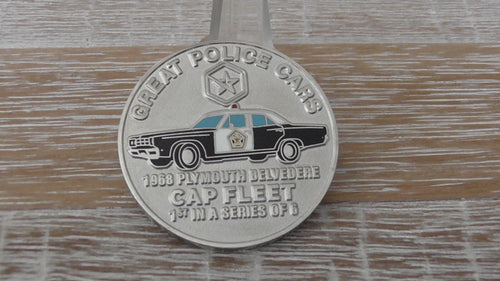 GREAT POLICE CARS
1968 PLYMOUTH BELVEDERE
CAP FLEET
1ST IN A SERIES OF 6